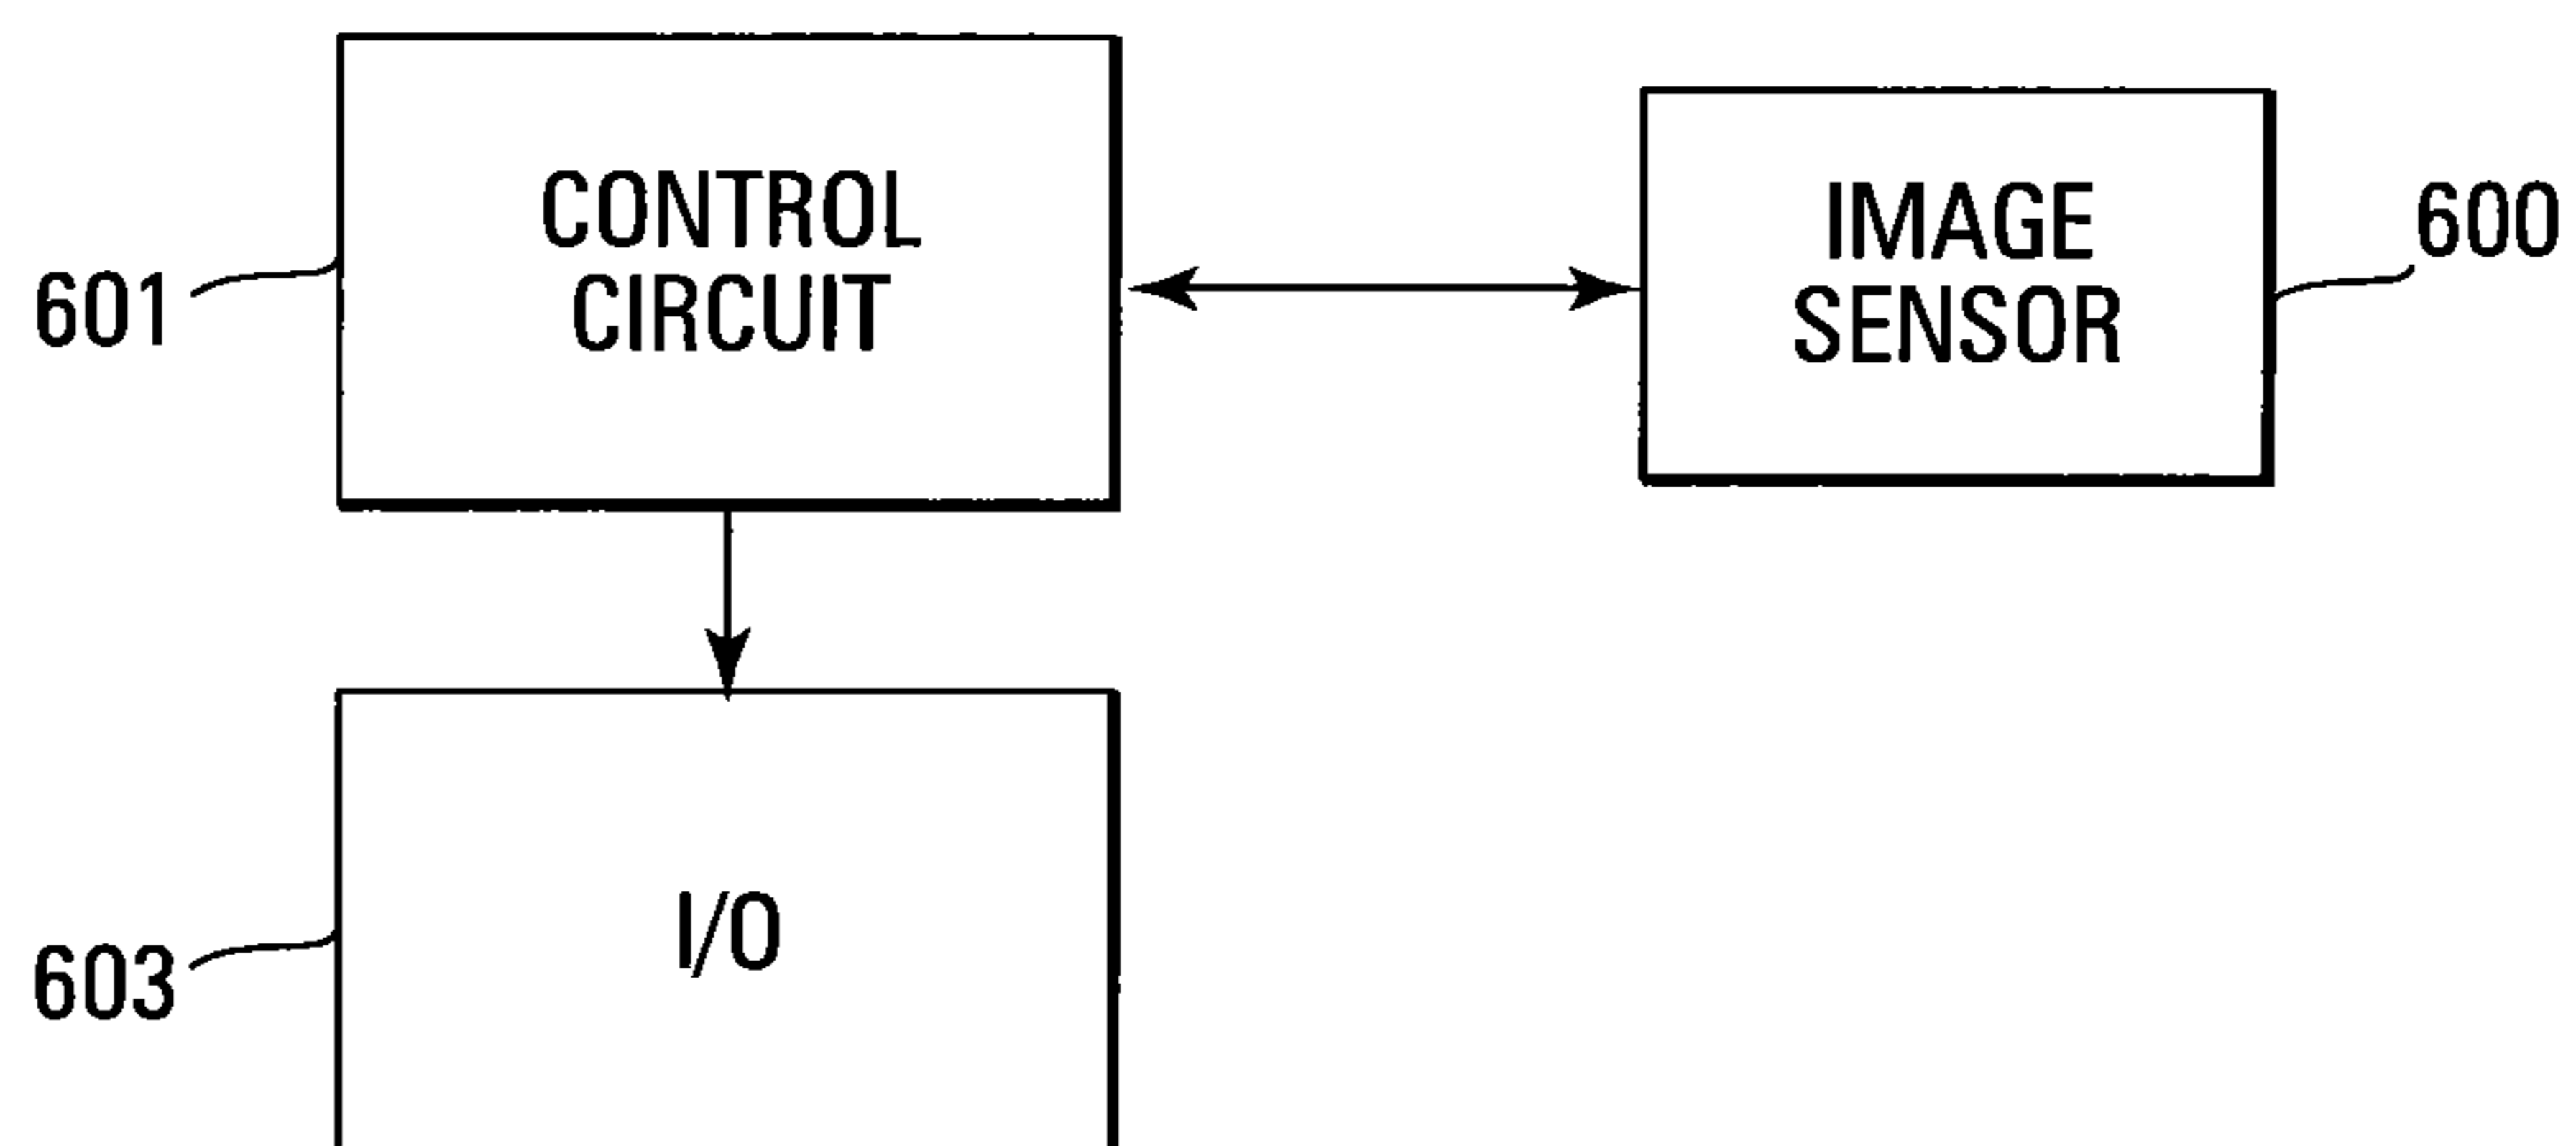 CONTROL
CIRCUIT
601
IMAGE
SENSOR
600
I/O
603